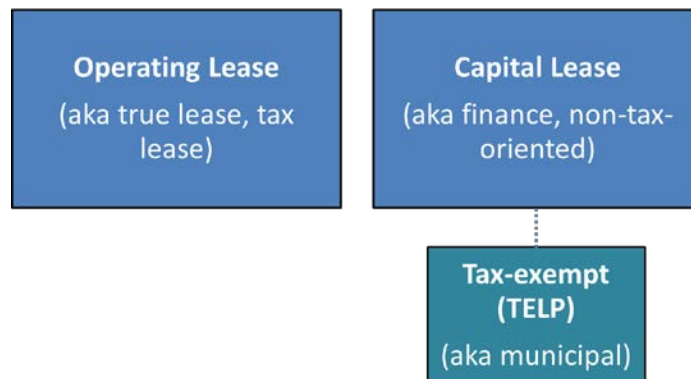 Operating Lease
(aka true lease, tax
lease)
Capital Lease
(aka finance, non-tax-
oriented)
Tax-exempt
(TELP)
(aka municipal)